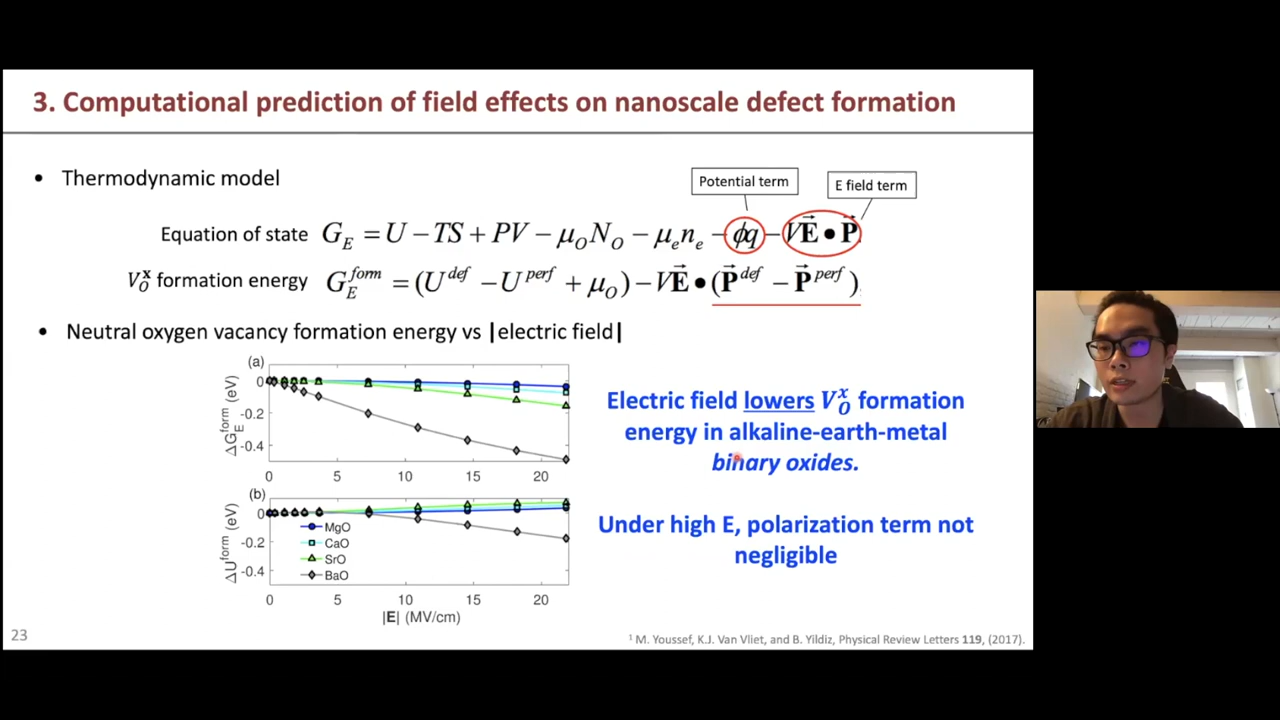 3. Computational prediction of field effects on nanoscale defect formation
• Thermodynamic model
Potential term
E field term
Equation of state G_E = U − TS + PV − μ_O N_O − μ_e n_e − ϕq − VE⃗ • P⃗
V_O^x formation energy G_E^form = (U^def − U^perf + μ_O) − VE⃗ • (P⃗^def − P⃗^perf)
• Neutral oxygen vacancy formation energy vs |electric field|
(a)
ΔG_E^form (eV)
0
-0.2
-0.4
0 5 10 15 20
(b)
ΔU^form (eV)
0
-0.2
-0.4
MgO
CaO
SrO
BaO
0 5 10 15 20
|E| (MV/cm)
Electric field lowers V_O^x formation
energy in alkaline-earth-metal
binary oxides.
Under high E, polarization term not
negligible
23
¹ M. Youssef, K.J. Van Vliet, and B. Yildiz, Physical Review Letters 119, (2017).